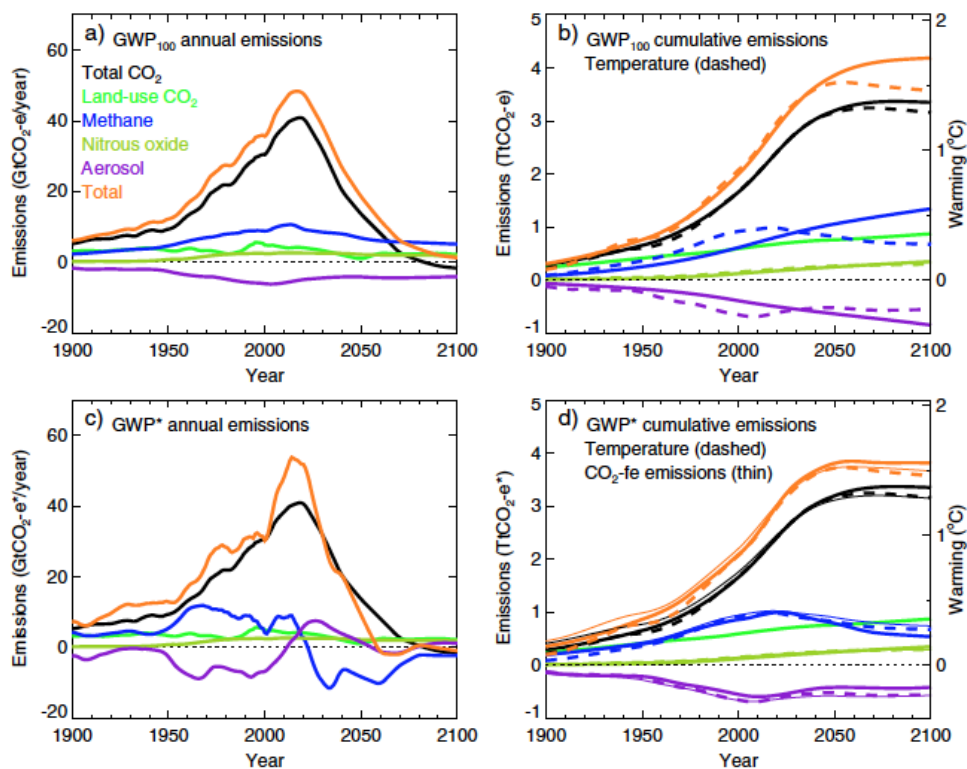 a) GWP₁₀₀ annual emissions
Total CO₂
Land-use CO₂
Methane
Nitrous oxide
Aerosol
Total
Emissions (GtCO₂-e/year)
60
40
20
0
-20
1900
1950
2000
2050
2100
Year
b) GWP₁₀₀ cumulative emissions
Temperature (dashed)
Emissions (TtCO₂-e)
5
4
3
2
1
0
-1
2
1
0
Warming (°C)
1900
1950
2000
2050
2100
Year
c) GWP* annual emissions
Emissions (GtCO₂-e*/year)
60
40
20
0
-20
1900
1950
2000
2050
2100
Year
d) GWP* cumulative emissions
Temperature (dashed)
CO₂-fe emissions (thin)
Emissions (TtCO₂-e*)
5
4
3
2
1
0
-1
2
1
0
Warming (°C)
1900
1950
2000
2050
2100
Year